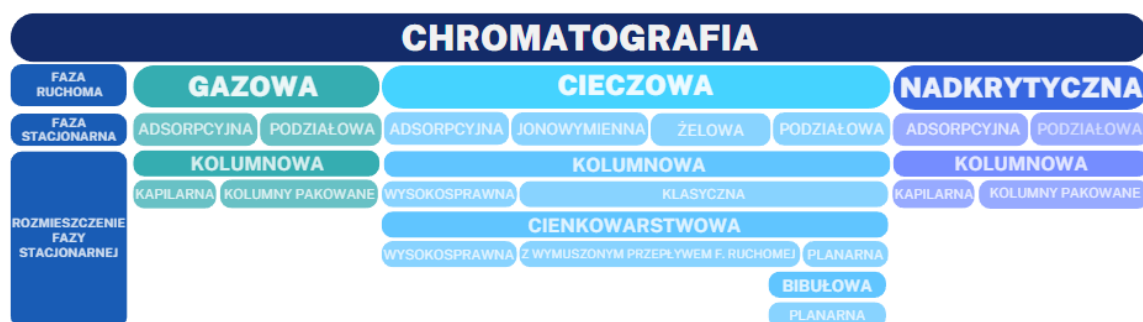 CHROMATOGRAFIA
FAZA
RUCHOMA
GAZOWA
CIECZOWA
NADKRYTYCZNA
FAZA
STACJONARNA
ADSORPCYJNA
PODZIAŁOWA
ADSORPCYJNA
JONOWYMIENNA
ŻELOWA
PODZIAŁOWA
ADSORPCYJNA
PODZIAŁOWA
ROZMIESZCZENIE
FAZY
STACJONARNEJ
KOLUMNOWA
KOLUMNOWA
KOLUMNOWA
KAPILARNA
KOLUMNY PAKOWANE
WYSOKOSPRAWNA
KLASYCZNA
KAPILARNA
KOLUMNY PAKOWANE
CIENKOWARSTWOWA
WYSOKOSPRAWNA
Z WYMUSZONYM PRZEPŁYWEM F. RUCHOMEJ
PLANARNA
BIBUŁOWA
PLANARNA